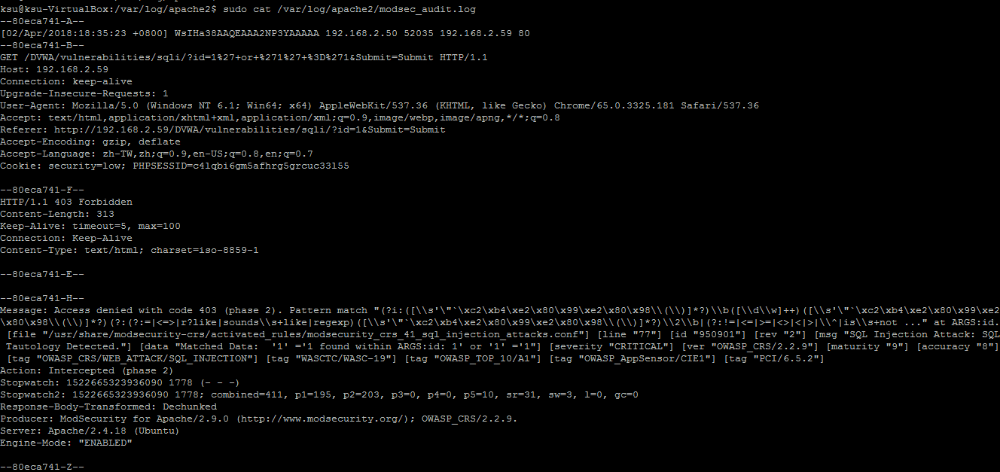 ksu@ksu-VirtualBox:/var/log/apache2$ sudo cat /var/log/apache2/modsec_audit.log
--80eca741-A--
[02/Apr/2018:18:35:23 +0800] WsIHa38AAQEAAA2NP3YAAAAA 192.168.2.50 52035 192.168.2.59 80
--80eca741-B--
GET /DVWA/vulnerabilities/sqli/?id=1%27+or+%271%27+%3D%271&Submit=Submit HTTP/1.1
Host: 192.168.2.59
Connection: keep-alive
Upgrade-Insecure-Requests: 1
User-Agent: Mozilla/5.0 (Windows NT 6.1; Win64; x64) AppleWebKit/537.36 (KHTML, like Gecko) Chrome/65.0.3325.181 Safari/537.36
Accept: text/html,application/xhtml+xml,application/xml;q=0.9,image/webp,image/apng,*/*;q=0.8
Referer: http://192.168.2.59/DVWA/vulnerabilities/sqli/?id=1&Submit=Submit
Accept-Encoding: gzip, deflate
Accept-Language: zh-TW,zh;q=0.9,en-US;q=0.8,en;q=0.7
Cookie: security=low; PHPSESSID=c4lqbi6gm5afhrg5grcuc33l55
--80eca741-F--
HTTP/1.1 403 Forbidden
Content-Length: 313
Keep-Alive: timeout=5, max=100
Connection: Keep-Alive
Content-Type: text/html; charset=iso-8859-1
--80eca741-E--
--80eca741-H--
Message: Access denied with code 403 (phase 2). Pattern match "(?i:([\\s'\"`\xc2\xb4\xe2\x80\x99\xe2\x80\x98\\(\\)]*?)\\b([\\d\\w]++)([\\s'\"`\xc2\xb4\xe2\x80\x99\xe2
\x80\x98\\(\\)]*?)(?:(?:=|<=>|r?like|sounds\\s+like|regexp)([\\s'\"`\xc2\xb4\xe2\x80\x99\xe2\x80\x98\\(\\)]*?)\\2\\b|(?:!=|<=|>=|<>|<|>|\\^|is\\s+not ..." at ARGS:id.
[file "/usr/share/modsecurity-crs/activated_rules/modsecurity_crs_41_sql_injection_attacks.conf"] [line "77"] [id "950901"] [rev "2"] [msg "SQL Injection Attack: SQL
Tautology Detected."] [data "Matched Data:  '1' ='1 found within ARGS:id: 1' or '1' ='1"] [severity "CRITICAL"] [ver "OWASP_CRS/2.2.9"] [maturity "9"] [accuracy "8"]
[tag "OWASP_CRS/WEB_ATTACK/SQL_INJECTION"] [tag "WASCTC/WASC-19"] [tag "OWASP_TOP_10/A1"] [tag "OWASP_AppSensor/CIE1"] [tag "PCI/6.5.2"]
Action: Intercepted (phase 2)
Stopwatch: 1522665323936090 1778 (- - -)
Stopwatch2: 1522665323936090 1778; combined=411, p1=195, p2=203, p3=0, p4=0, p5=10, sr=31, sw=3, l=0, gc=0
Response-Body-Transformed: Dechunked
Producer: ModSecurity for Apache/2.9.0 (http://www.modsecurity.org/); OWASP_CRS/2.2.9.
Server: Apache/2.4.18 (Ubuntu)
Engine-Mode: "ENABLED"
--80eca741-Z--